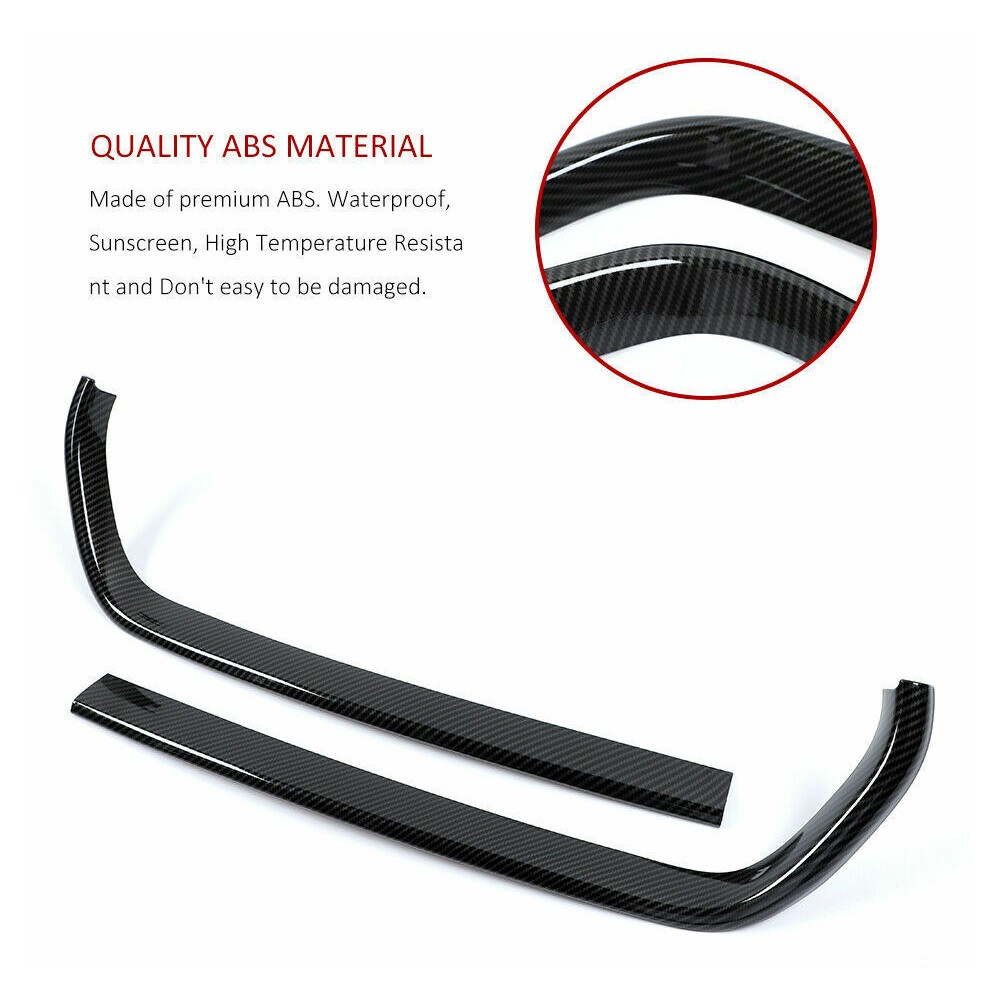 QUALITY ABS MATERIAL
Made of premium ABS. Waterproof,
Sunscreen, High Temperature Resista
nt and Don't easy to be damaged.